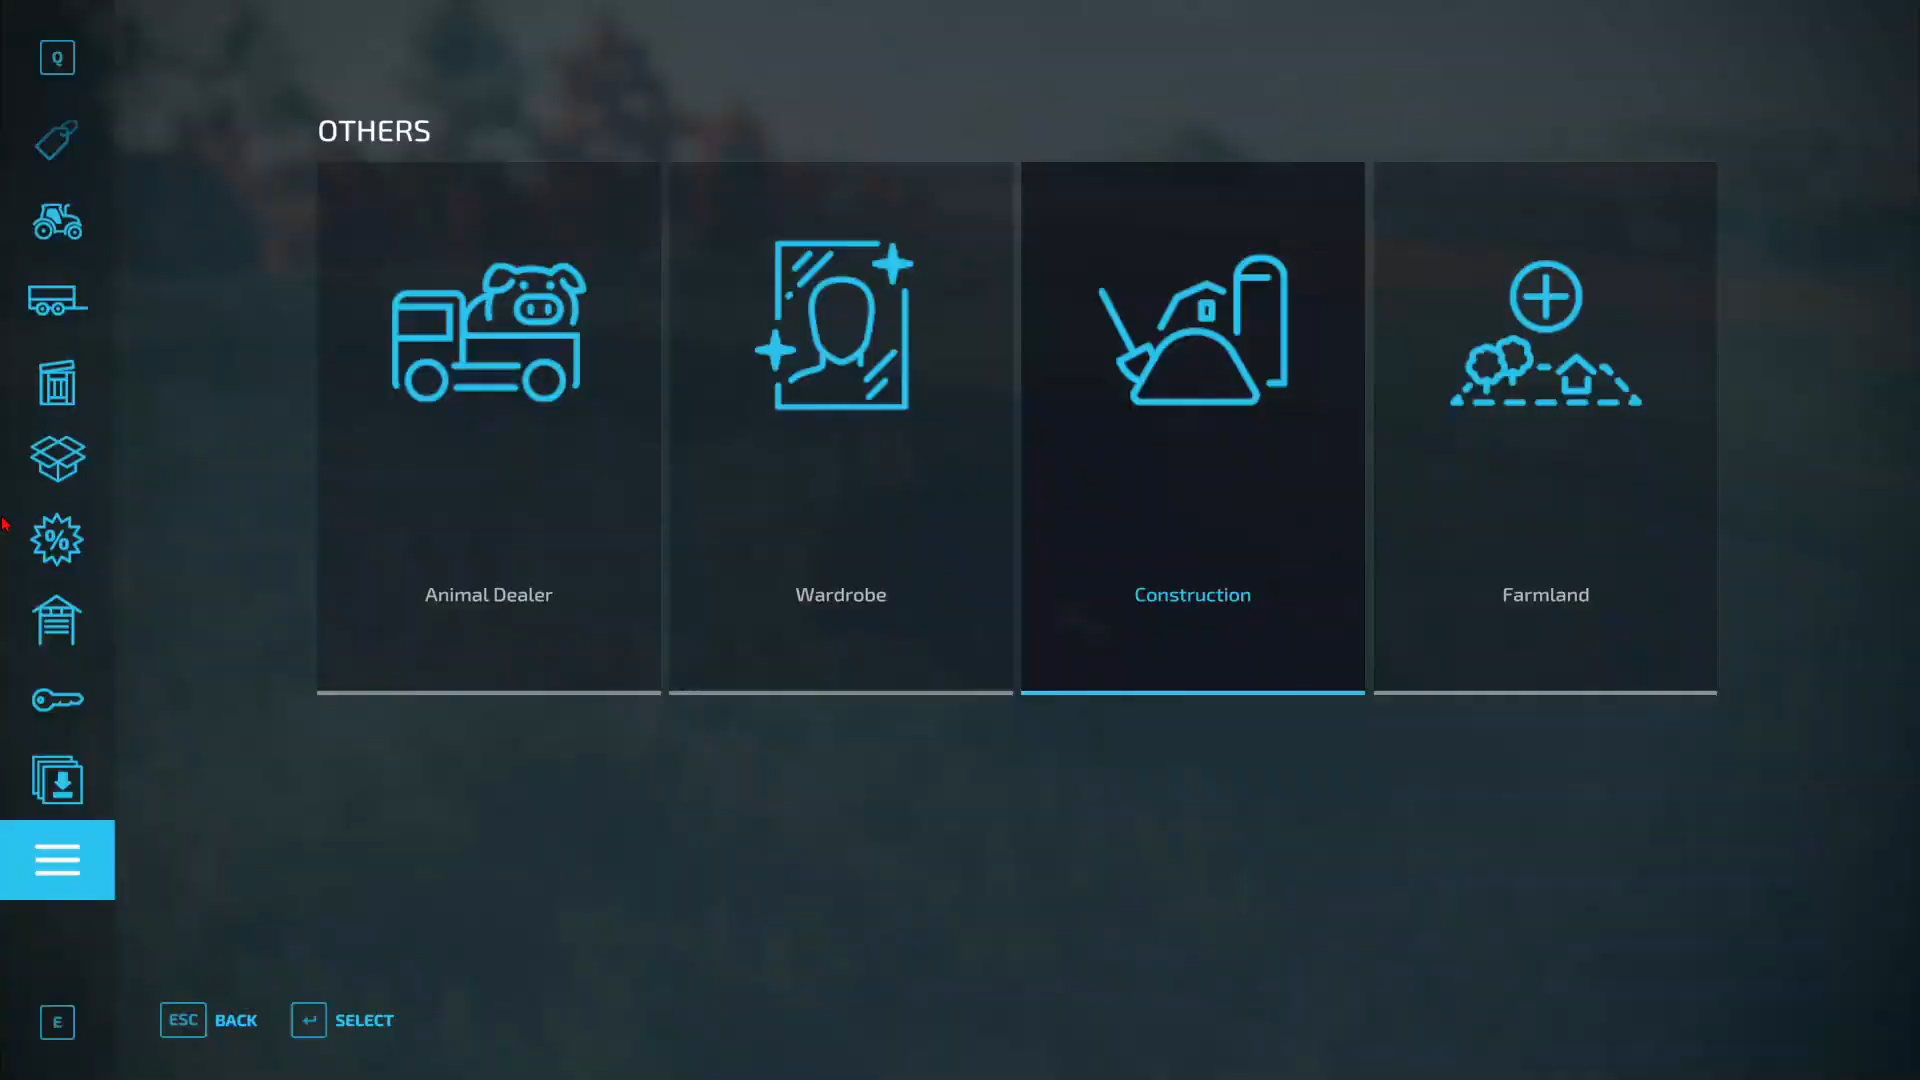 Q
OTHERS
%
Animal Dealer
Wardrobe
Construction
Farmland
E
ESC BACK
SELECT